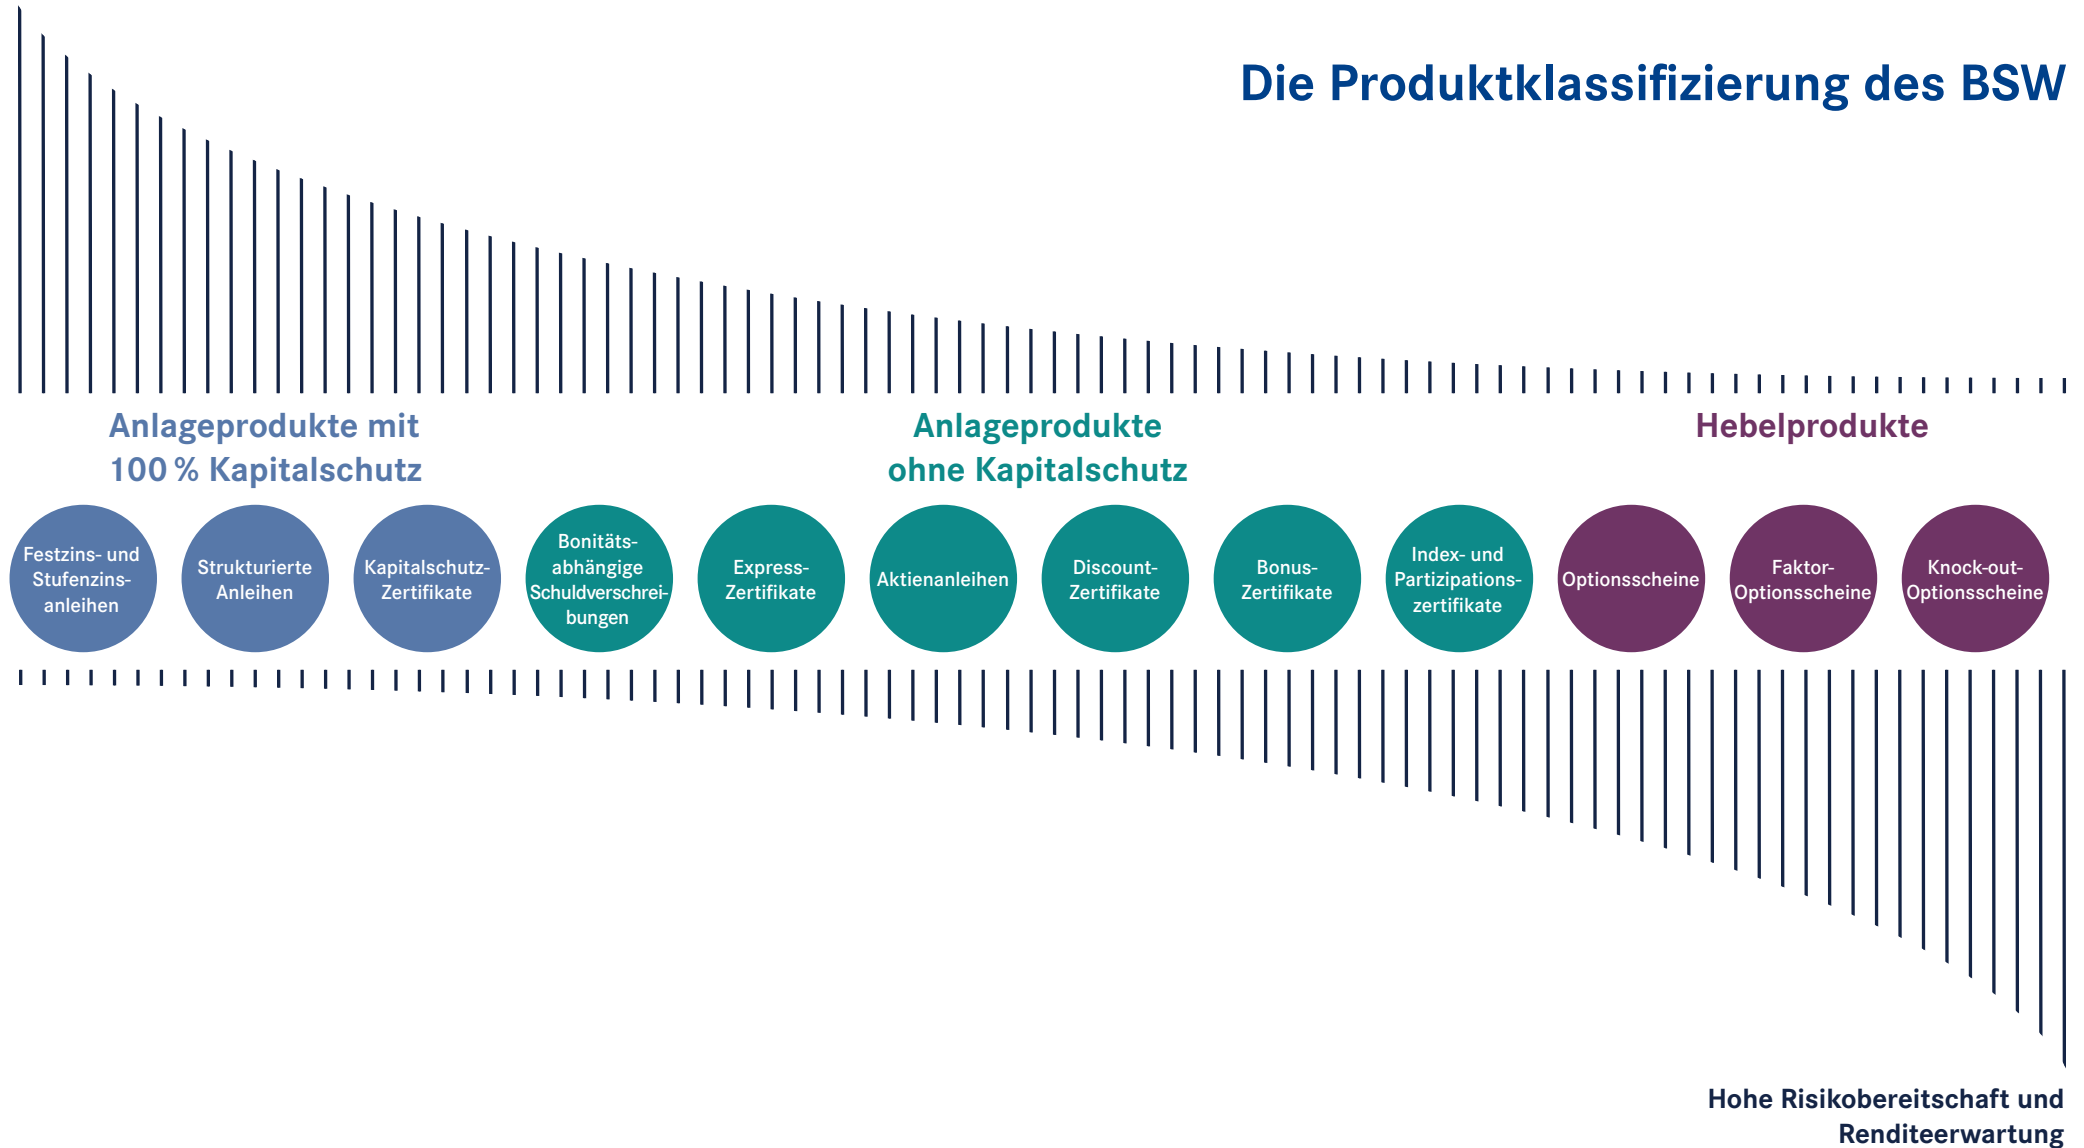 Die Produktklassifizierung des BSW
Anlageprodukte mit
100 % Kapitalschutz
Anlageprodukte
ohne Kapitalschutz
Hebelprodukte
Festzins- und
Stufenzins-
anleihen
Strukturierte
Anleihen
Kapitalschutz-
Zertifikate
Bonitäts-
abhängige
Schuldverschrei-
bungen
Express-
Zertifikate
Aktienanleihen
Discount-
Zertifikate
Bonus-
Zertifikate
Index- und
Partizipations-
zertifikate
Optionsscheine
Faktor-
Optionsscheine
Knock-out-
Optionsscheine
Hohe Risikobereitschaft und
Renditeerwartung